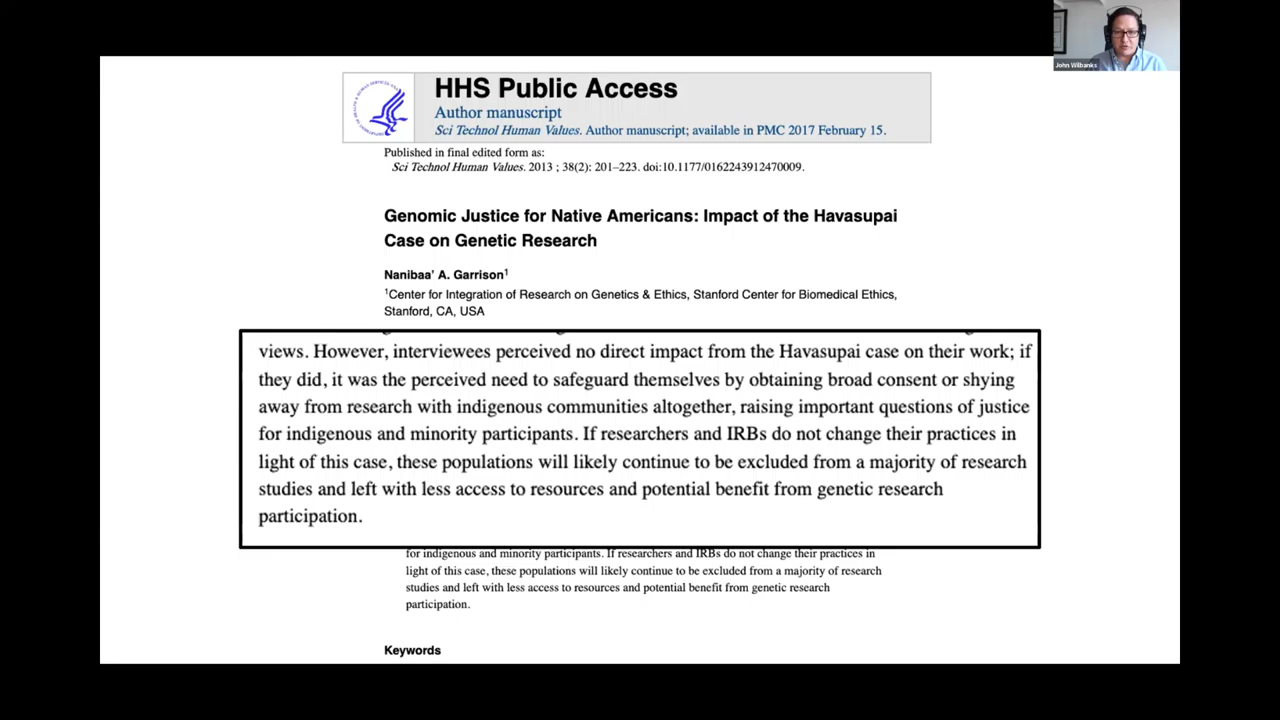 John Wilbanks
HHS Public Access
Author manuscript
Sci Technol Human Values. Author manuscript; available in PMC 2017 February 15.
Published in final edited form as:
Sci Technol Human Values. 2013 ; 38(2): 201–223. doi:10.1177/0162243912470009.
Genomic Justice for Native Americans: Impact of the Havasupai
Case on Genetic Research
Nanibaa' A. Garrison1
1Center for Integration of Research on Genetics & Ethics, Stanford Center for Biomedical Ethics,
Stanford, CA, USA
views. However, interviewees perceived no direct impact from the Havasupai case on their work; if
they did, it was the perceived need to safeguard themselves by obtaining broad consent or shying
away from research with indigenous communities altogether, raising important questions of justice
for indigenous and minority participants. If researchers and IRBs do not change their practices in
light of this case, these populations will likely continue to be excluded from a majority of research
studies and left with less access to resources and potential benefit from genetic research
participation.
for indigenous and minority participants. If researchers and IRBs do not change their practices in
light of this case, these populations will likely continue to be excluded from a majority of research
studies and left with less access to resources and potential benefit from genetic research
participation.
Keywords